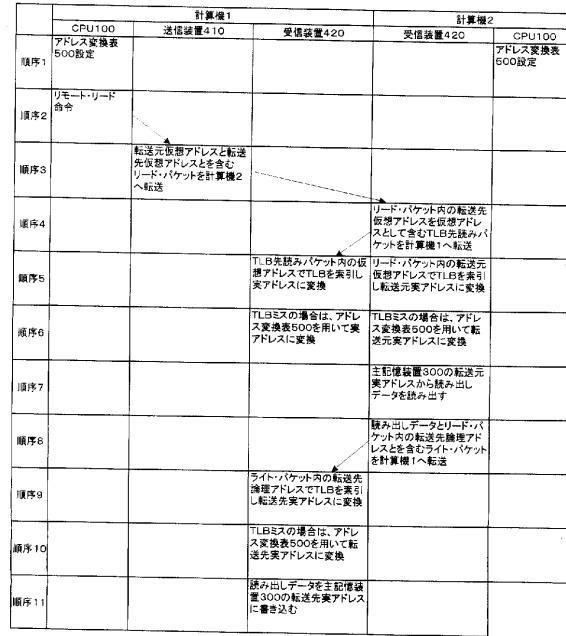 計算機1
計算機2
CPU100
送信装置410
受信装置420
受信装置420
CPU100
順序1
アドレス変換表
500設定
アドレス変換表
500設定
順序2
リモート・リード
命令
順序3
転送元仮想アドレスと転送
先仮想アドレスとを含む
リード・パケットを計算機2
へ転送
順序4
リード・パケット内の転送先
仮想アドレスを仮想アドレ
スとして含むTLB先読みパ
ケットを計算機1へ転送
順序5
TLB先読みパケット内の仮
想アドレスでTLBを索引し
実アドレスに変換
リード・パケット内の転送元
仮想アドレスでTLBを索引
し転送元実アドレスに変換
順序6
TLBミスの場合は、アドレ
ス変換表500を用いて実
アドレスに変換
TLBミスの場合は、アドレ
ス変換表500を用いて転
送元実アドレスに変換
順序7
主記憶装置300の転送元
実アドレスから読み出し
データを読み出す
順序8
読み出しデータとリード・パ
ケット内の転送先論理アド
レスとを含むライト・パケット
を計算機1へ転送
順序9
ライト・パケット内の転送先
論理アドレスでTLBを索引
し転送先実アドレスに変換
順序10
TLBミスの場合は、アドレ
ス変換表500を用いて転
送先実アドレスに変換
順序11
読み出しデータを主記憶装
置300の転送先実アドレス
に書き込む